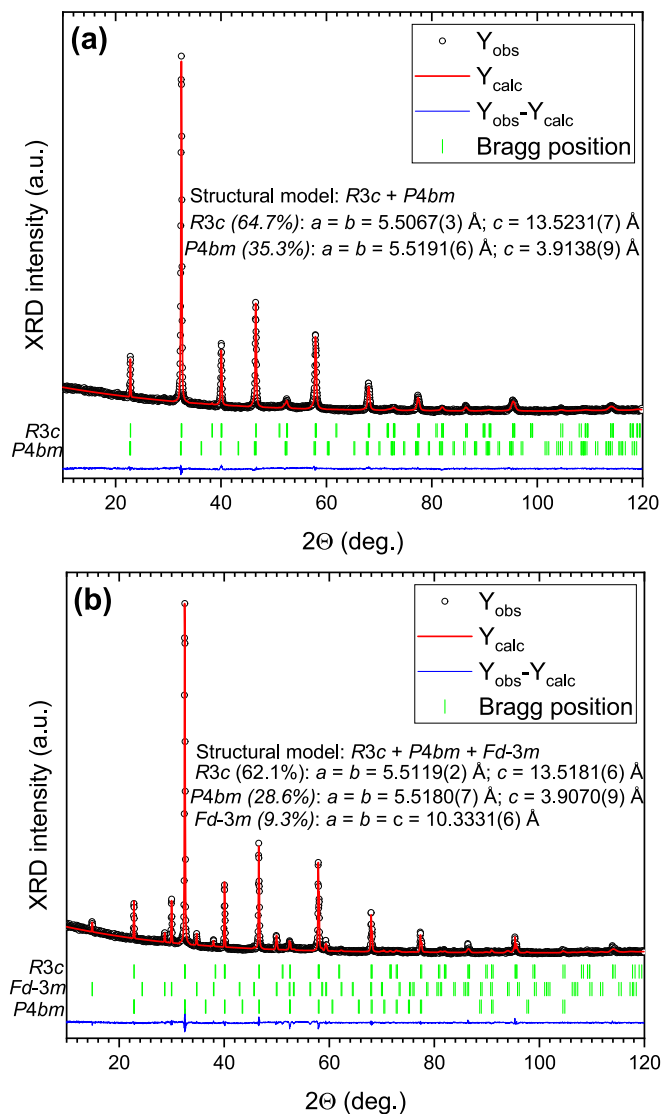 (a)
Y_obs
Y_calc
Y_obs-Y_calc
Bragg position
Structural model: R3c + P4bm
R3c (64.7%): a = b = 5.5067(3) Å; c = 13.5231(7) Å
P4bm (35.3%): a = b = 5.5191(6) Å; c = 3.9138(9) Å
XRD intensity (a.u.)
R3c
P4bm
20 40 60 80 100 120
2Θ (deg.)
(b)
Y_obs
Y_calc
Y_obs-Y_calc
Bragg position
Structural model: R3c + P4bm + Fd-3m
R3c (62.1%): a = b = 5.5119(2) Å; c = 13.5181(6) Å
P4bm (28.6%): a = b = 5.5180(7) Å; c = 3.9070(9) Å
Fd-3m (9.3%): a = b = c = 10.3331(6) Å
XRD intensity (a.u.)
R3c
Fd-3m
P4bm
20 40 60 80 100 120
2Θ (deg.)